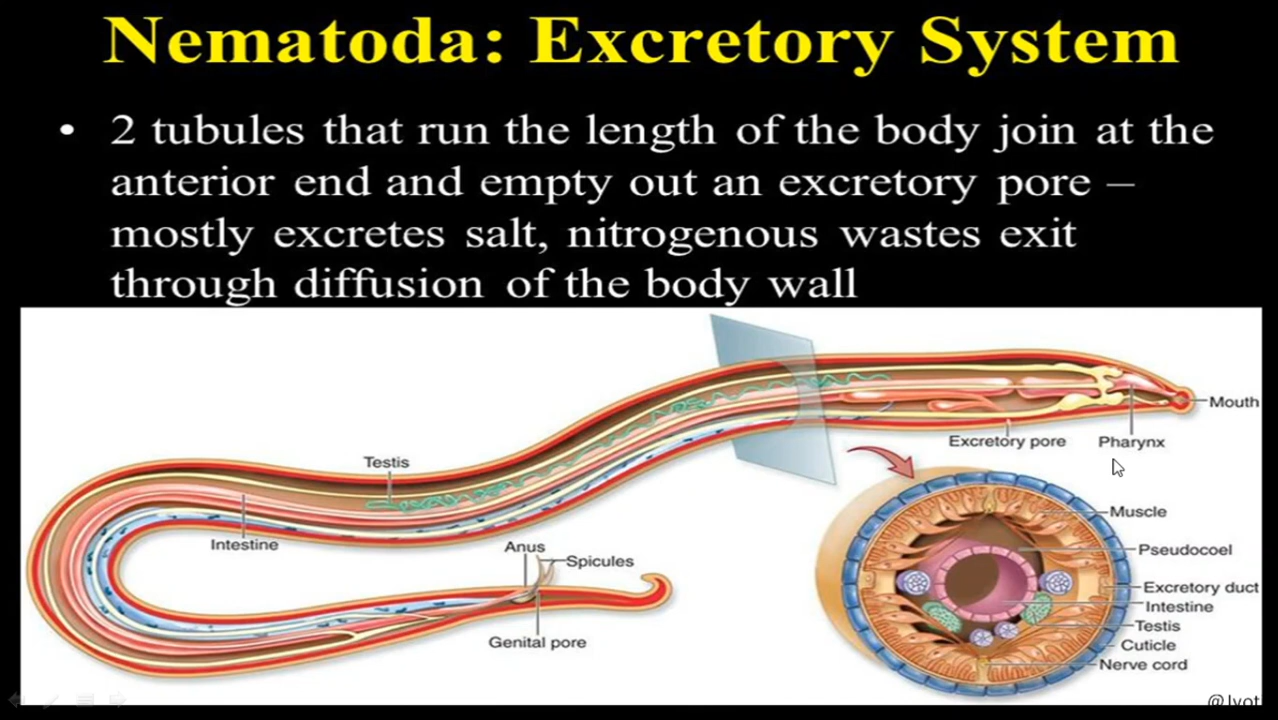 Nematoda: Excretory System
• 2 tubules that run the length of the body join at the
anterior end and empty out an excretory pore –
mostly excretes salt, nitrogenous wastes exit
through diffusion of the body wall
Mouth
Excretory pore
Pharynx
Testis
Intestine
Anus
Spicules
Genital pore
Muscle
Pseudocoel
Excretory duct
Intestine
Testis
Cuticle
Nerve cord